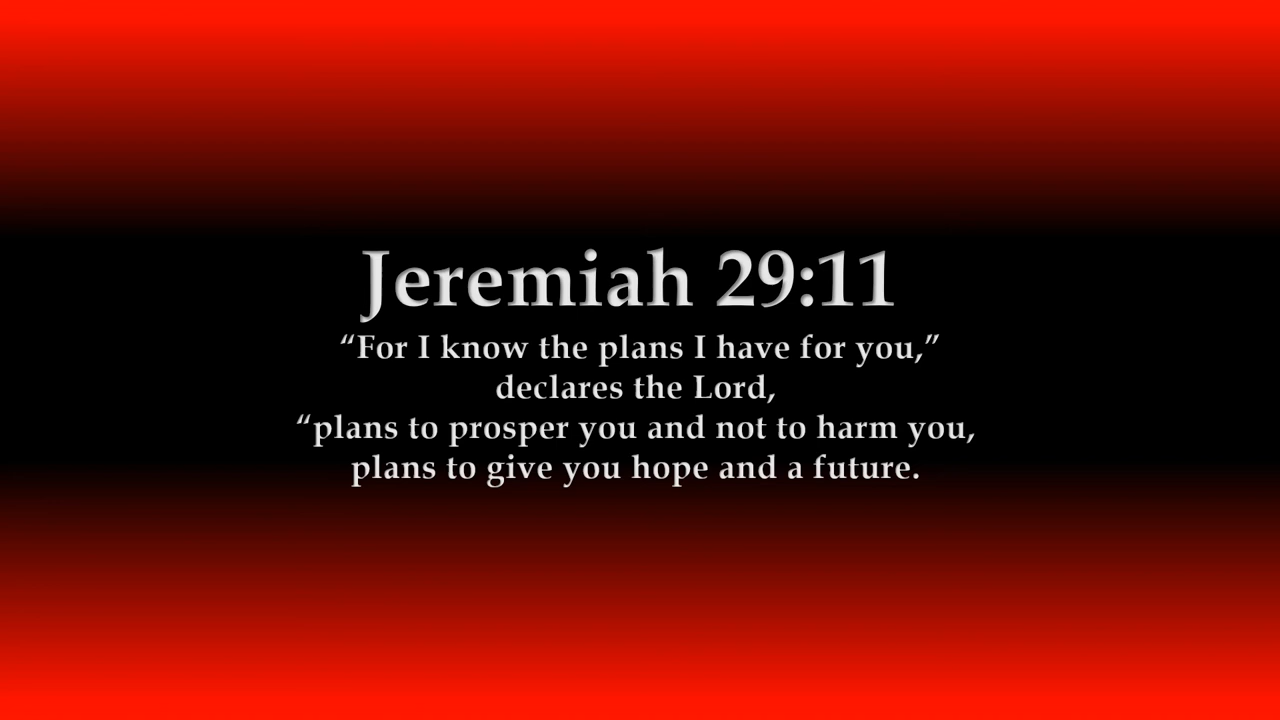 Jeremiah 29:11
“For I know the plans I have for you,”
declares the Lord,
“plans to prosper you and not to harm you,
plans to give you hope and a future.